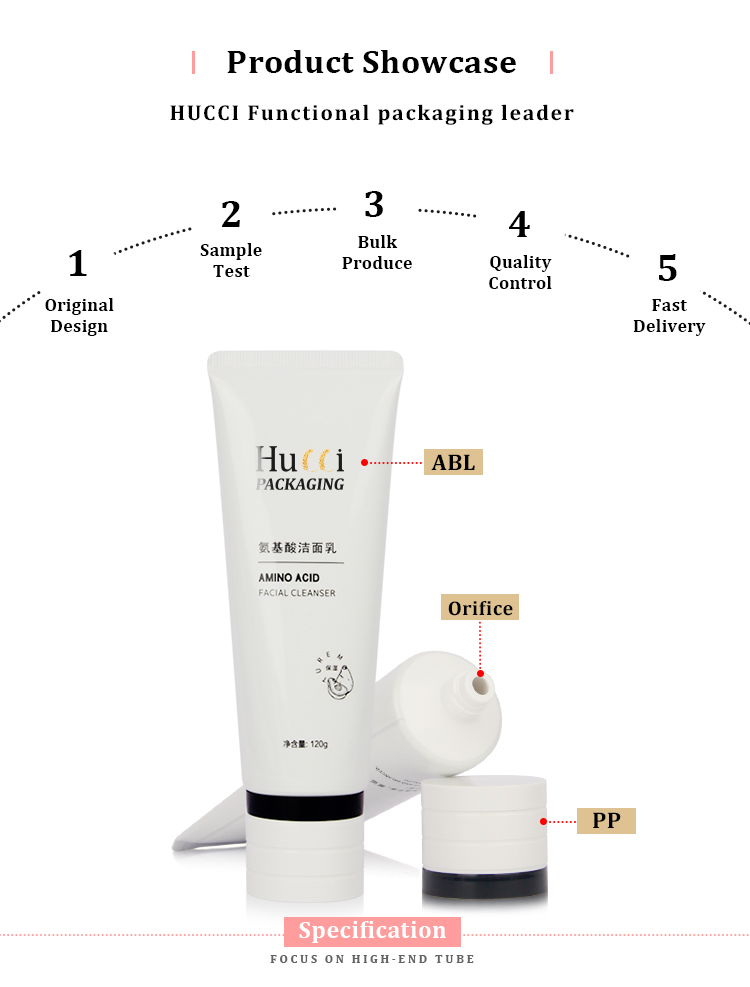 Product Showcase
HUCCI Functional packaging leader
1
Original
Design
2
Sample
Test
3
Bulk
Produce
4
Quality
Control
5
Fast
Delivery
Hucci
PACKAGING
ABL
氨基酸洁面乳
AMINO ACID
FACIAL CLEANSER
Orifice
保湿
净含量: 120g
PP
Specification
FOCUS ON HIGH-END TUBE